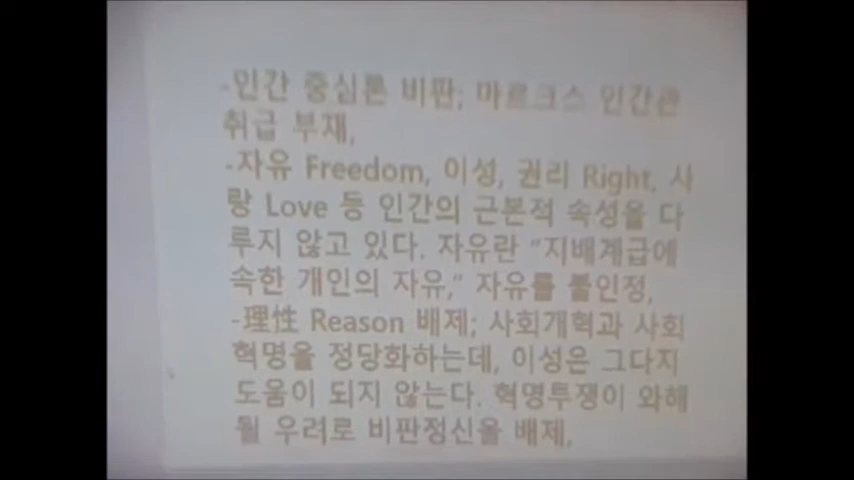 -인간 중심론 비판; 마르크스 인간관
취급 부재,
-자유 Freedom, 이성, 권리 Right, 사
랑 Love 등 인간의 근본적 속성을 다
루지 않고 있다. 자유란 "지배계급에
속한 개인의 자유," 자유를 불인정,
-理性 Reason 배제; 사회개혁과 사회
혁명을 정당화하는데, 이성은 그다지
도움이 되지 않는다. 혁명투쟁이 와해
될 우려로 비판정신을 배제,